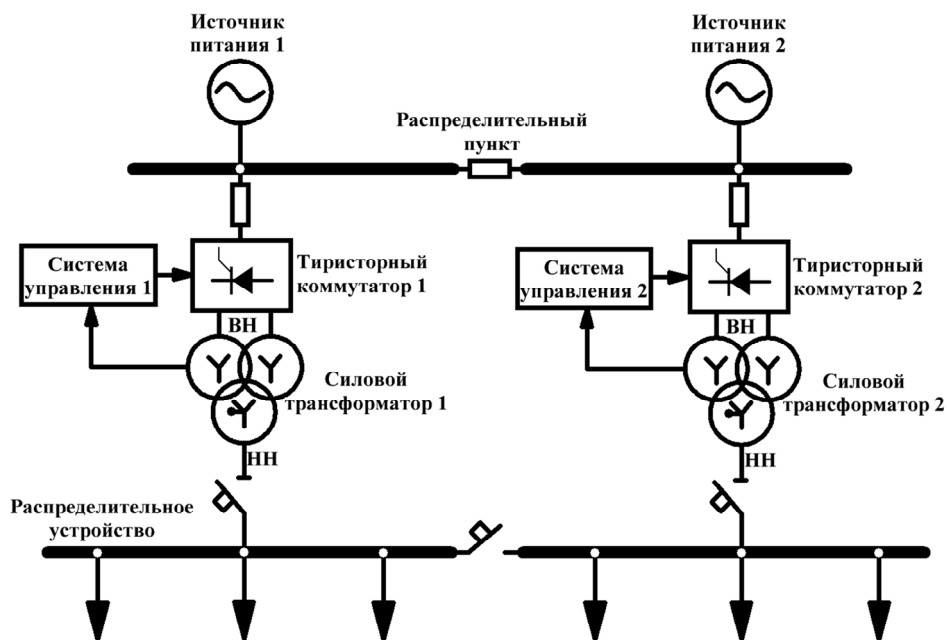 Источник
питания 1
Источник
питания 2
Распределительный
пункт
Система
управления 1
Тиристорный
коммутатор 1
Система
управления 2
Тиристорный
коммутатор 2
ВН
ВН
Силовой
трансформатор 1
Силовой
трансформатор 2
НН
НН
Распределительное
устройство